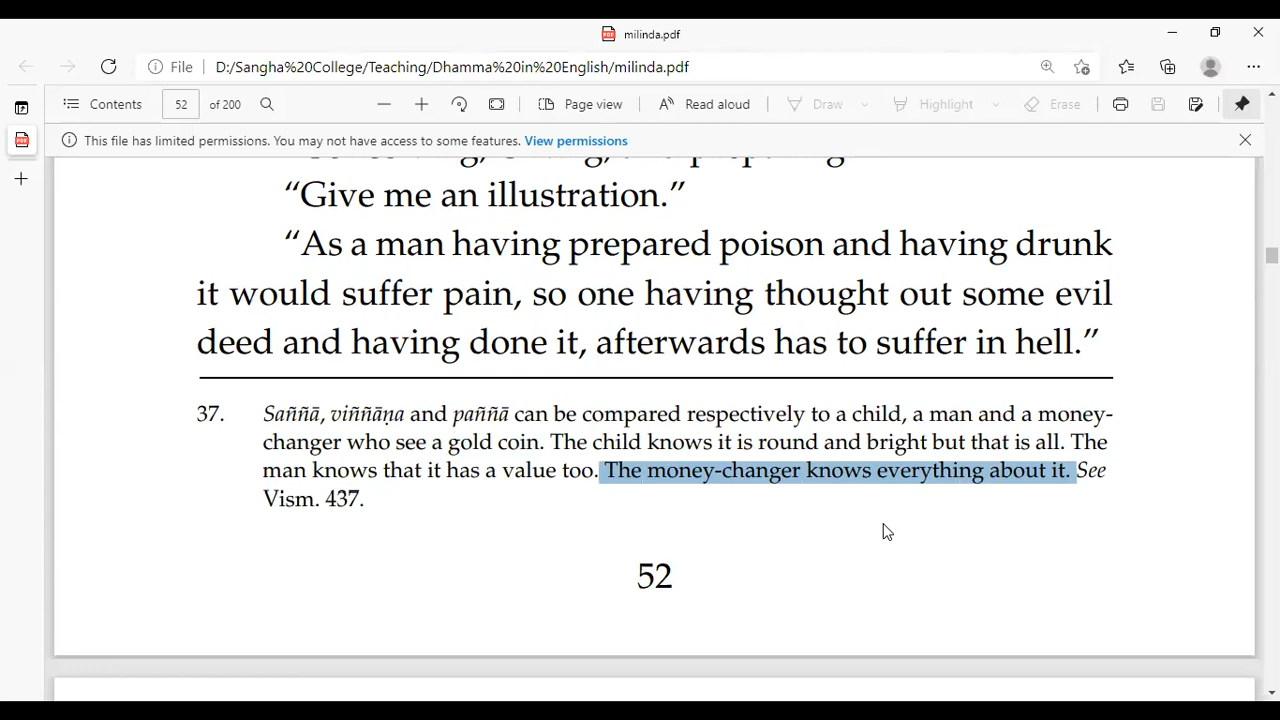 milinda.pdf
File D:/Sangha%20College/Teaching/Dhamma%20in%20English/milinda.pdf
Contents 52 of 200 Page view Read aloud Draw Highlight Erase
This file has limited permissions. You may not have access to some features. View permissions
“Give me an illustration.”
“As a man having prepared poison and having drunk
it would suffer pain, so one having thought out some evil
deed and having done it, afterwards has to suffer in hell.”
37. Saññā, viññāṇa and paññā can be compared respectively to a child, a man and a money-
changer who see a gold coin. The child knows it is round and bright but that is all. The
man knows that it has a value too. The money-changer knows everything about it. See
Vism. 437.
52